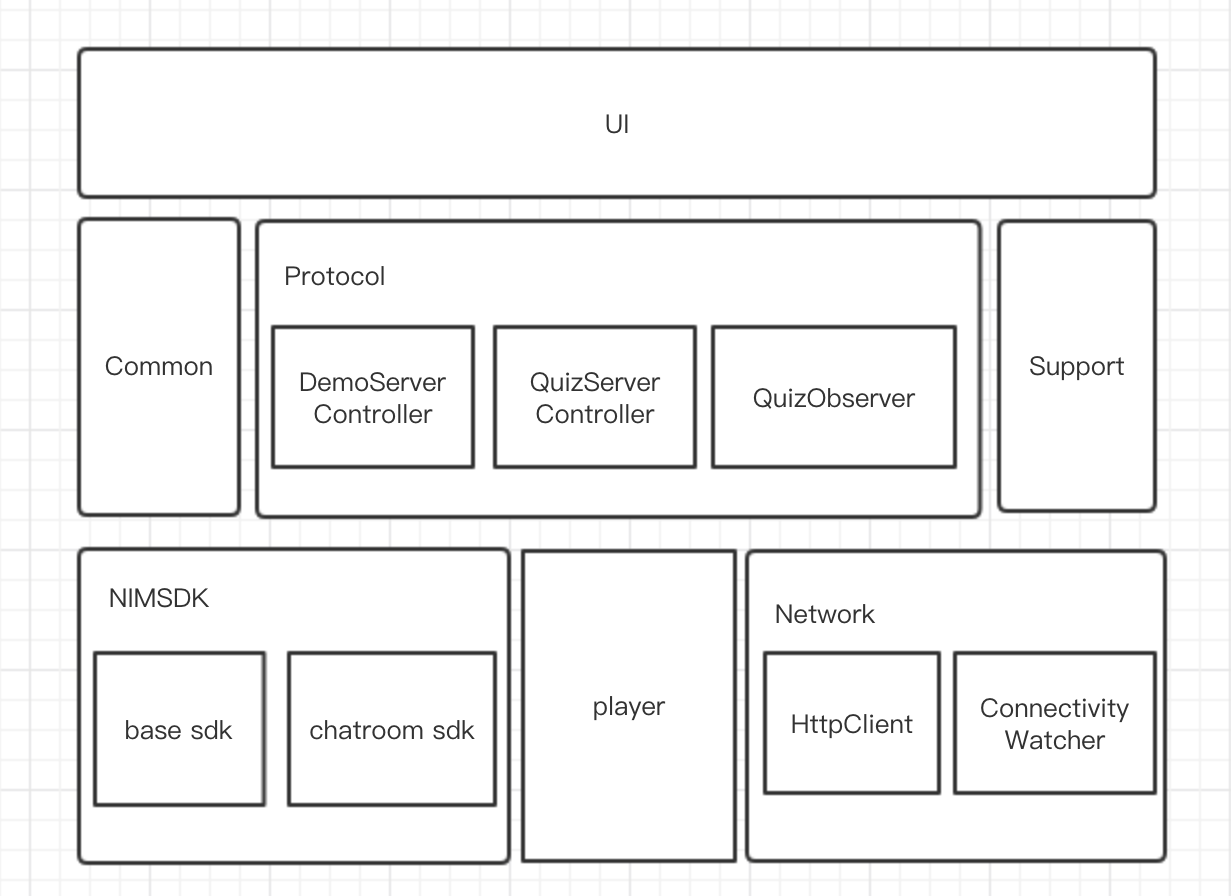 UI
Common
Protocol
DemoServer
Controller
QuizServer
Controller
QuizObserver
Support
NIMSDK
base sdk
chatroom sdk
player
Network
HttpClient
Connectivity
Watcher